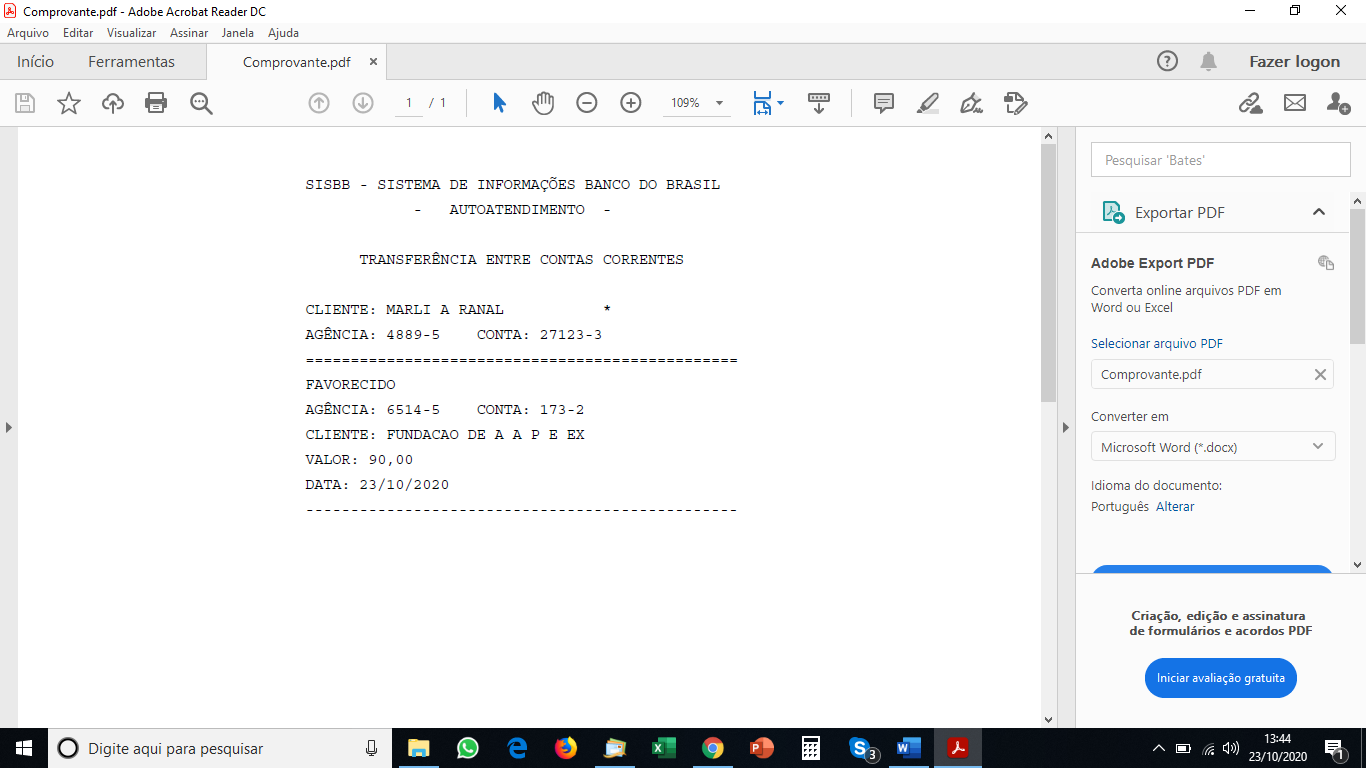 Comprovante.pdf - Adobe Acrobat Reader DC
Arquivo Editar Visualizar Assinar Janela Ajuda
Início Ferramentas Comprovante.pdf × Fazer logon
1 / 1 109%
SISBB - SISTEMA DE INFORMAÇÕES BANCO DO BRASIL
- AUTOATENDIMENTO -
TRANSFERÊNCIA ENTRE CONTAS CORRENTES
CLIENTE: MARLI A RANAL *
AGÊNCIA: 4889-5 CONTA: 27123-3
================================================
FAVORECIDO
AGÊNCIA: 6514-5 CONTA: 173-2
CLIENTE: FUNDACAO DE A A P E EX
VALOR: 90,00
DATA: 23/10/2020
------------------------------------------------
Pesquisar 'Bates'
Exportar PDF
Adobe Export PDF
Converta online arquivos PDF em
Word ou Excel
Selecionar arquivo PDF
Comprovante.pdf
Converter em
Microsoft Word (*.docx)
Idioma do documento:
Português Alterar
Criação, edição e assinatura
de formulários e acordos PDF
Iniciar avaliação gratuita
Digite aqui para pesquisar
3
13:44
23/10/2020
1